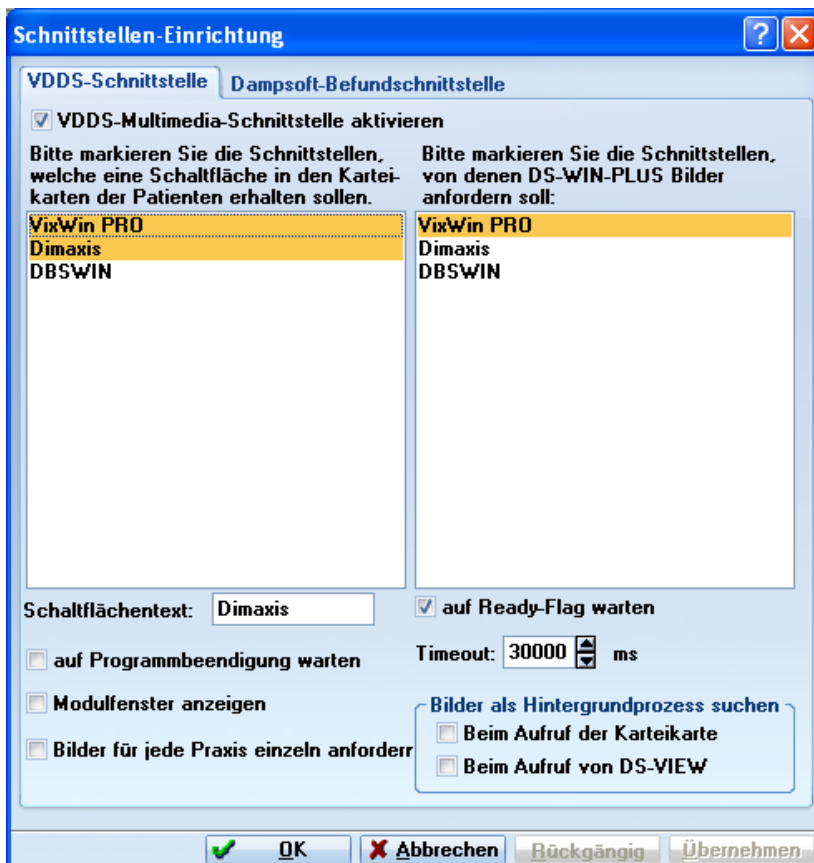 Schnittstellen-Einrichtung
VDDS-Schnittstelle
Dampsoft-Befundschnittstelle
VDDS-Multimedia-Schnittstelle aktivieren
Bitte markieren Sie die Schnittstellen,
welche eine Schaltfläche in den Kartei-
karten der Patienten erhalten sollen.
VixWin PRO
Dimaxis
DBSWIN
Bitte markieren Sie die Schnittstellen,
von denen DS-WIN-PLUS Bilder
anfordern soll:
VixWin PRO
Dimaxis
DBSWIN
Schaltflächentext: Dimaxis
auf Programmbeendigung warten
Modulfenster anzeigen
Bilder für jede Praxis einzeln anforderr
auf Ready-Flag warten
Timeout: 30000 ms
Bilder als Hintergrundprozess suchen
Beim Aufruf der Karteikarte
Beim Aufruf von DS-VIEW
OK
Abbrechen
Rückgängig
Übernehmen